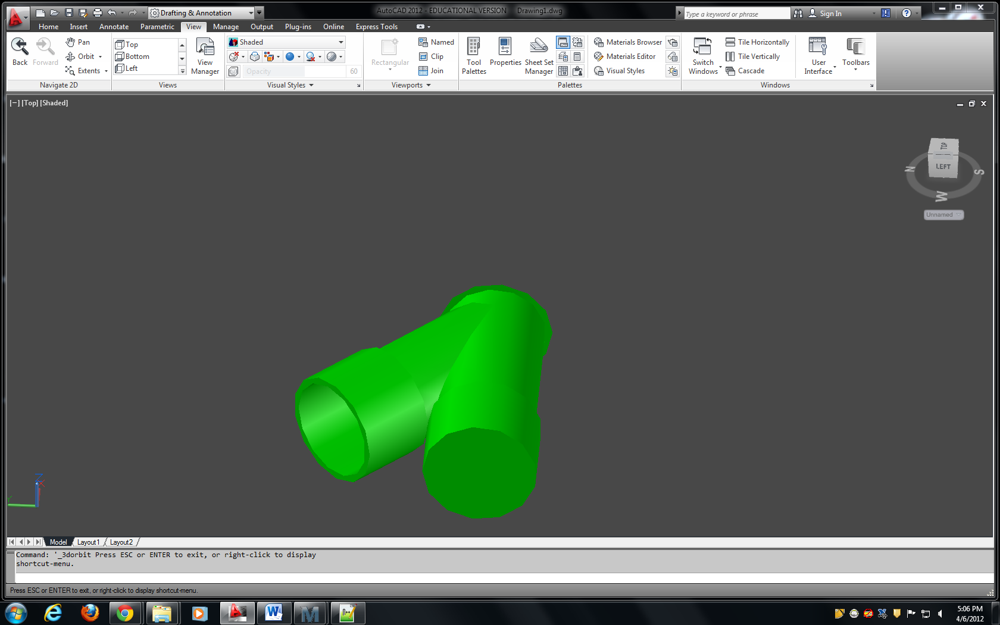 Drafting & Annotation
AutoCAD 2012 - EDUCATIONAL VERSION Drawing1.dwg
Type a keyword or phrase
Sign In
Home Insert Annotate Parametric View Manage Output Plug-ins Online Express Tools
Back
Forward
Pan
Orbit
Extents
Navigate 2D
Top
Bottom
Left
View
Manager
Views
Shaded
Opacity 60
Visual Styles
Rectangular
Named
Clip
Join
Viewports
Tool
Palettes
Properties
Sheet Set
Manager
Materials Browser
Materials Editor
Visual Styles
Palettes
Switch
Windows
Tile Horizontally
Tile Vertically
Cascade
User
Interface
Toolbars
Windows
[−] [Top] [Shaded]
TOP
LEFT
N
S
W
Unnamed
Z
X
Y
Model Layout1 Layout2
Command: '_3dorbit Press ESC or ENTER to exit, or right-click to display
shortcut-menu.
Press ESC or ENTER to exit, or right-click to display shortcut-menu.
5:06 PM
4/6/2012